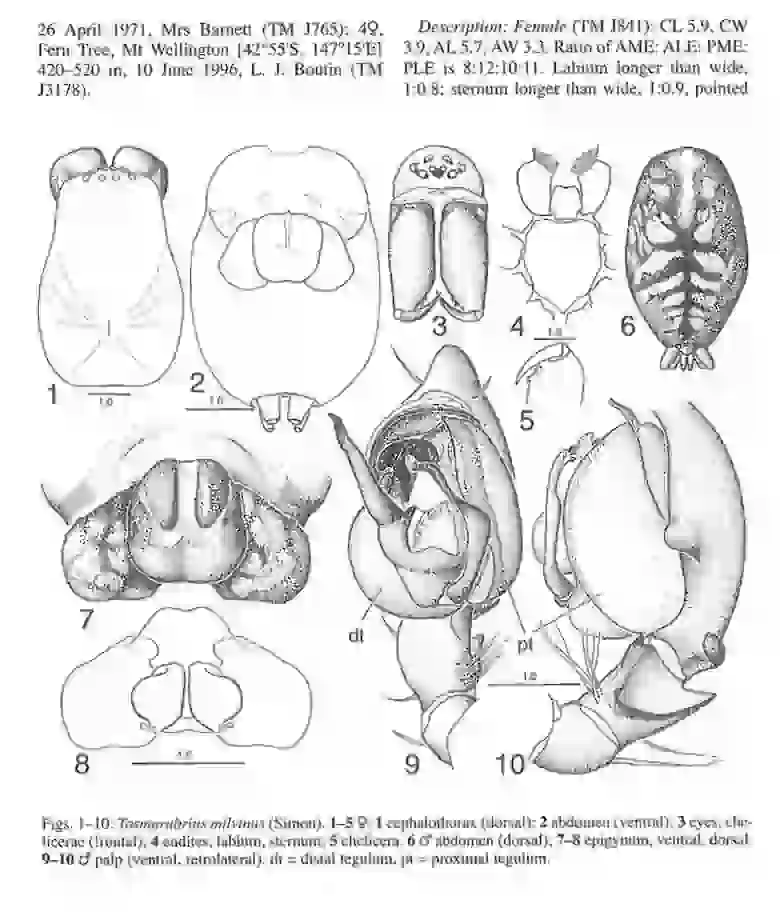 26 April 1971, Mrs Barnett (TM J765); 4♀,
Fern Tree, Mt Wellington [42°55'S, 147°15'E]
420–520 m, 10 June 1996, L. J. Boutin (TM
J3178).
Description: Female (TM J841): CL 5.9, CW
3.9, AL 5.7, AW 3.3. Ratio of AME: ALE: PME:
PLE is 8:12:10:11. Labium longer than wide,
1:0.8; sternum longer than wide, 1:0.9, pointed
1
1.0
2
1.0
3
4
1.0
5
6
7
8
1.0
dt
9
pt
1.0
10
Figs. 1–10. Tasmarubrius milvinus (Simon). 1–5 ♀. 1 cephalothorax (dorsal); 2 abdomen (ventral), 3 eyes, che-
licerae (frontal), 4 endites, labium, sternum; 5 chelicera. 6 ♂ abdomen (dorsal), 7–8 epigynum, ventral, dorsal
9–10 ♂ palp (ventral, retrolateral). dt = distal tegulum, pt = proximal tegulum.